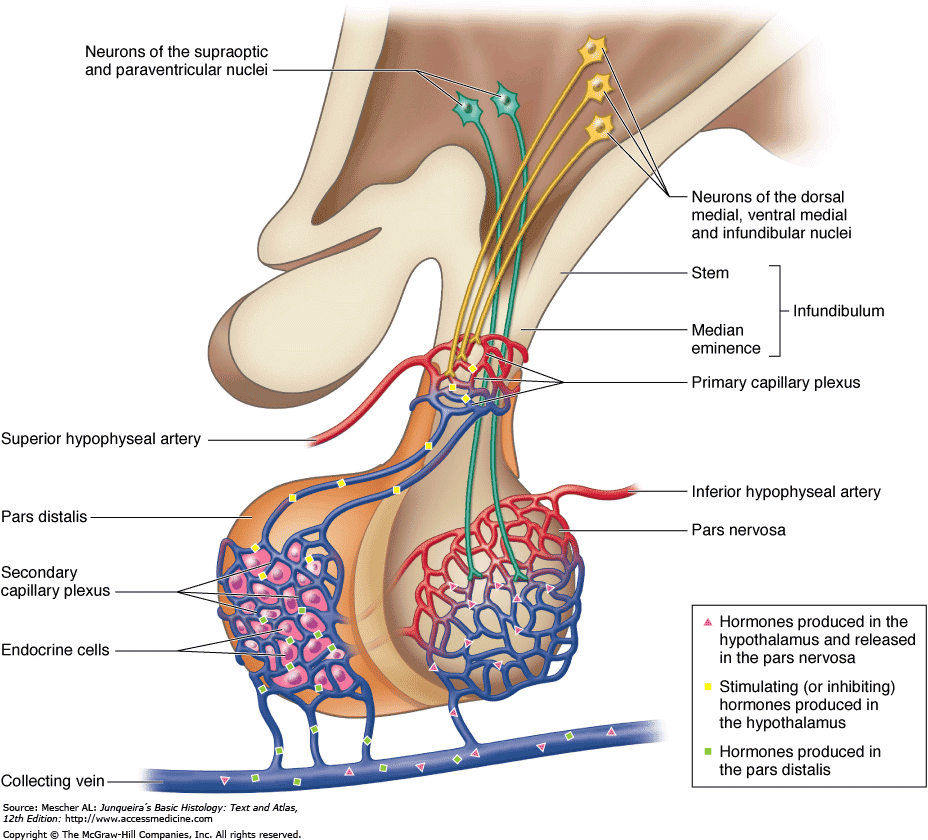 Neurons of the supraoptic
and paraventricular nuclei
Neurons of the dorsal
medial, ventral medial
and infundibular nuclei
Stem
Infundibulum
Median
eminence
Primary capillary plexus
Superior hypophyseal artery
Inferior hypophyseal artery
Pars distalis
Pars nervosa
Secondary
capillary plexus
Endocrine cells
Hormones produced in the
hypothalamus and released
in the pars nervosa
Stimulating (or inhibiting)
hormones produced in
the hypothalamus
Hormones produced in
the pars distalis
Collecting vein
Source: Mescher AL: Junqueira´s Basic Histology: Text and Atlas,
12th Edition: http://www.accessmedicine.com
Copyright © The McGraw-Hill Companies, Inc. All rights reserved.